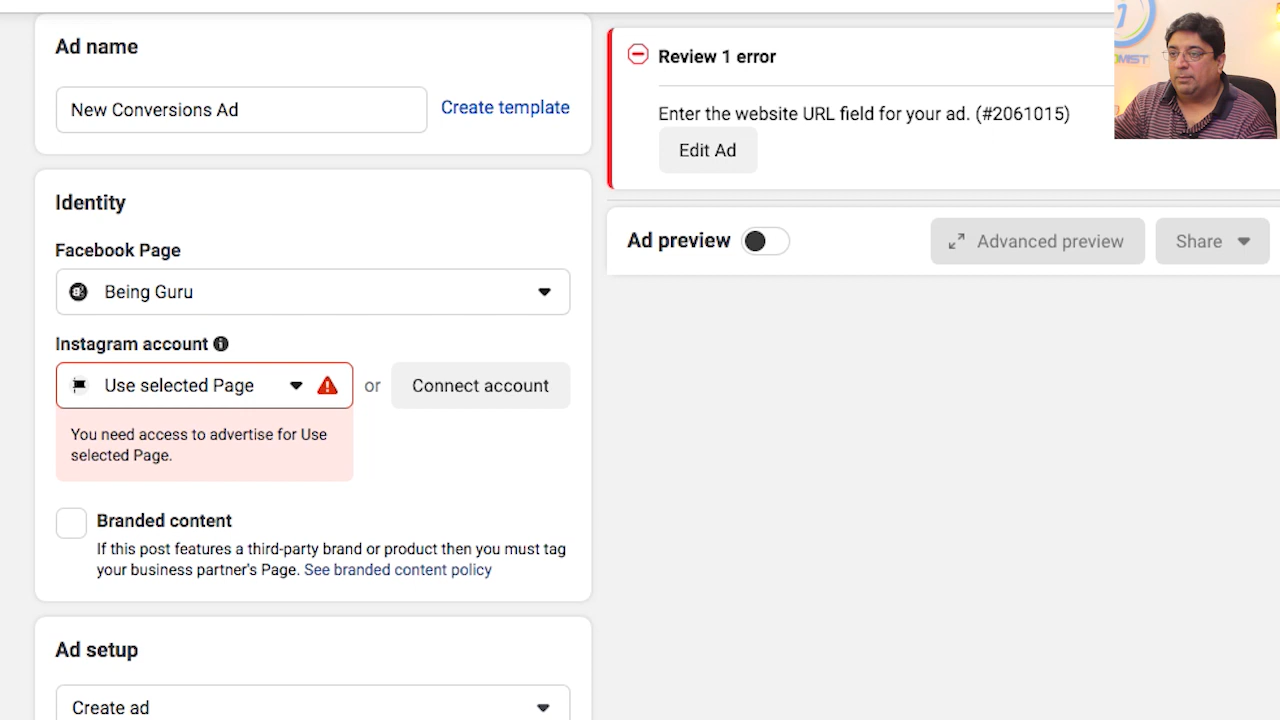 Ad name
New Conversions Ad
Create template
Identity
Facebook Page
Being Guru
Instagram account
Use selected Page
or
Connect account
You need access to advertise for Use
selected Page.
Branded content
If this post features a third-party brand or product then you must tag
your business partner's Page. See branded content policy
Ad setup
Create ad
Review 1 error
Enter the website URL field for your ad. (#2061015)
Edit Ad
Ad preview
Advanced preview
Share